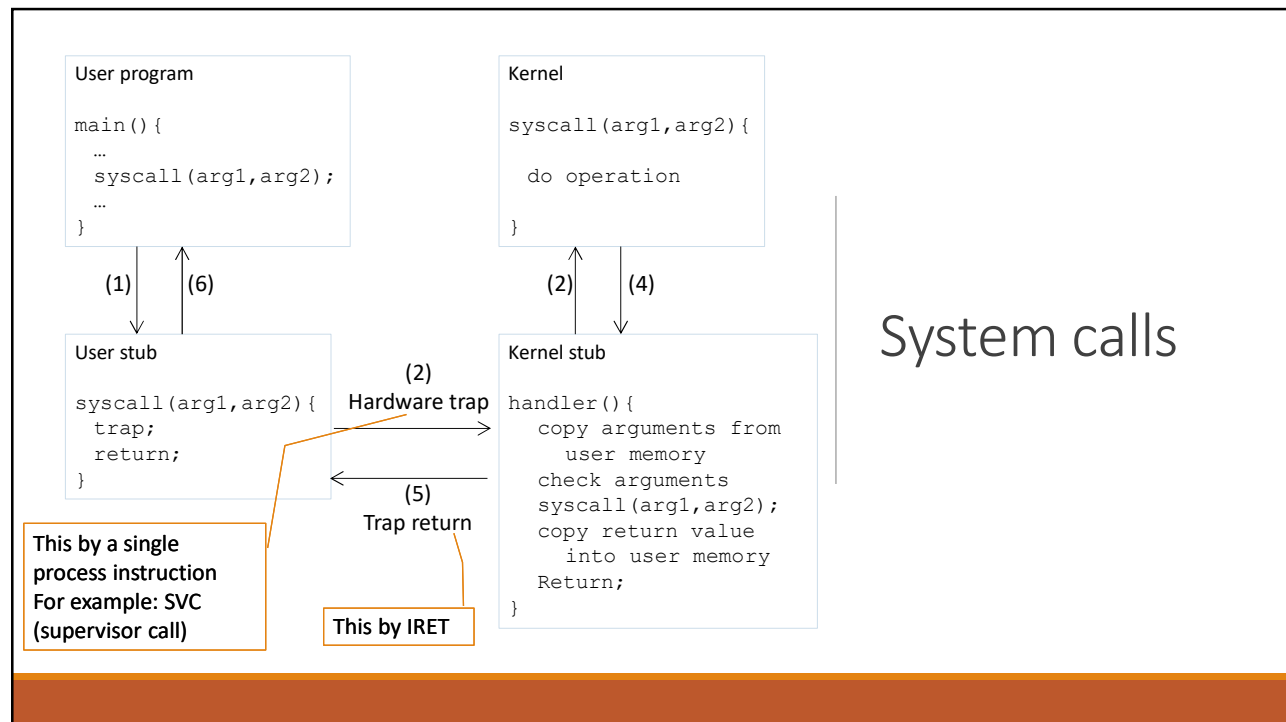 User program
main(){
…
syscall(arg1,arg2);
…
}
(1)
(6)
User stub
syscall(arg1,arg2){
trap;
return;
}
(2)
Hardware trap
(5)
Trap return
Kernel
syscall(arg1,arg2){
do operation
}
(2)
(4)
Kernel stub
handler(){
copy arguments from
user memory
check arguments
syscall(arg1,arg2);
copy return value
into user memory
Return;
}
This by a single
process instruction
For example: SVC
(supervisor call)
This by IRET
System calls